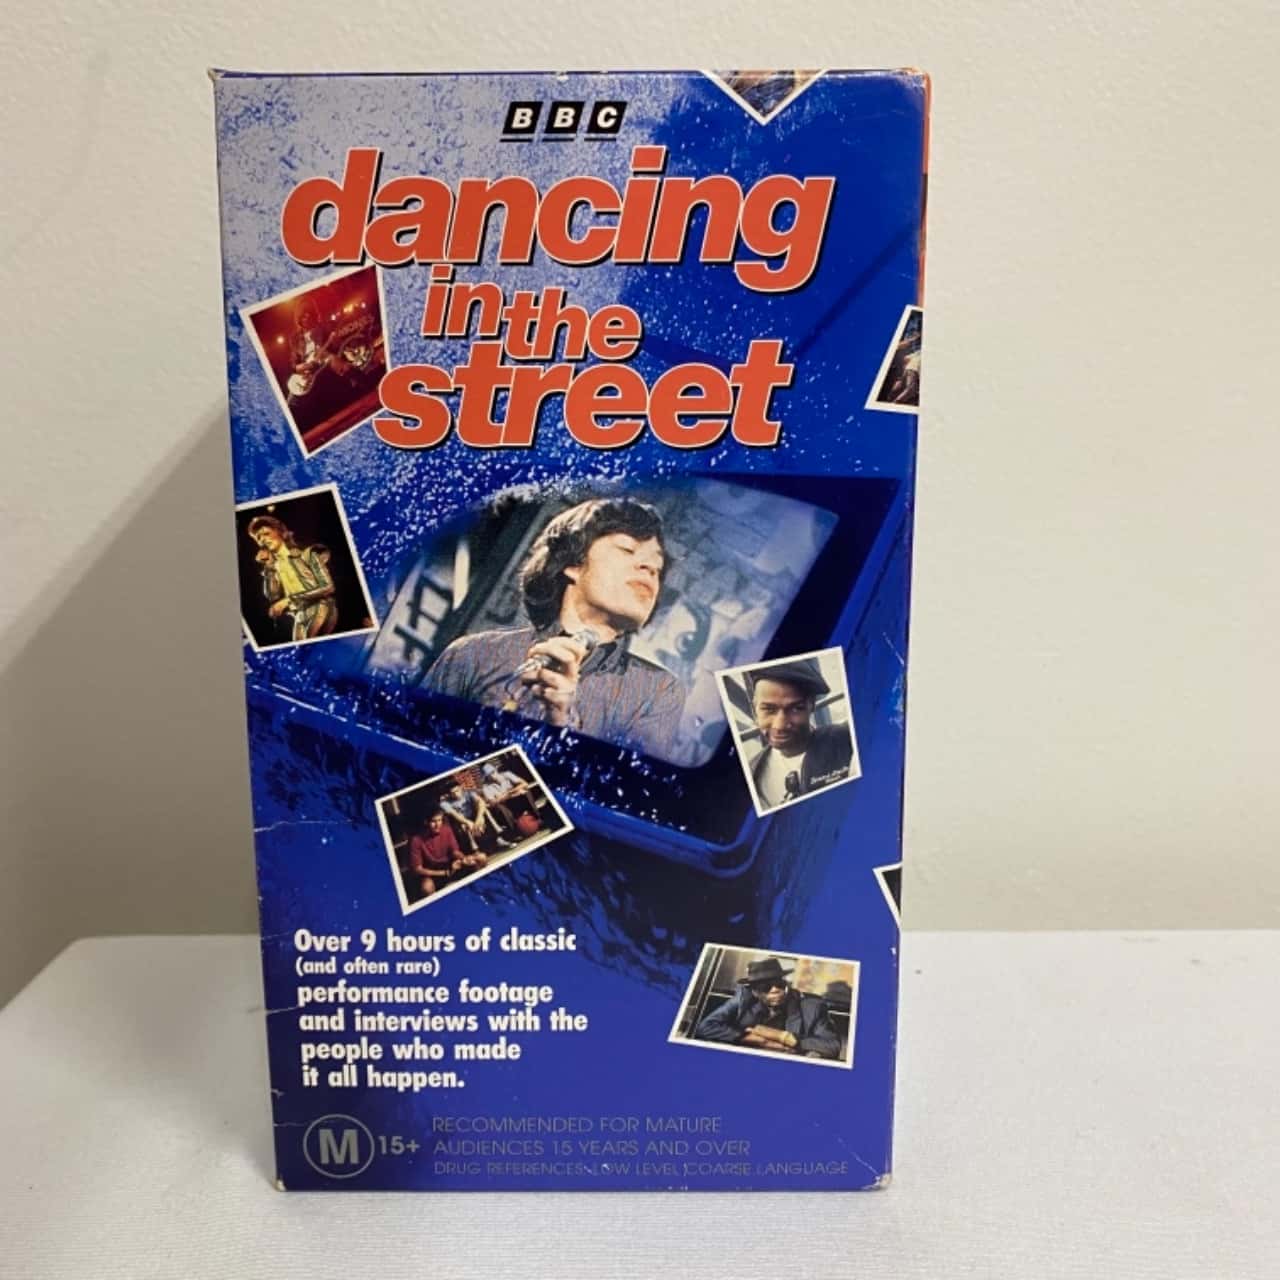 BBC
dancing
in the
street
Over 9 hours of classic
(and often rare)
performance footage
and interviews with the
people who made
it all happen.
M 15+
RECOMMENDED FOR MATURE
AUDIENCES 15 YEARS AND OVER
DRUG REFERENCES, LOW LEVEL COARSE LANGUAGE